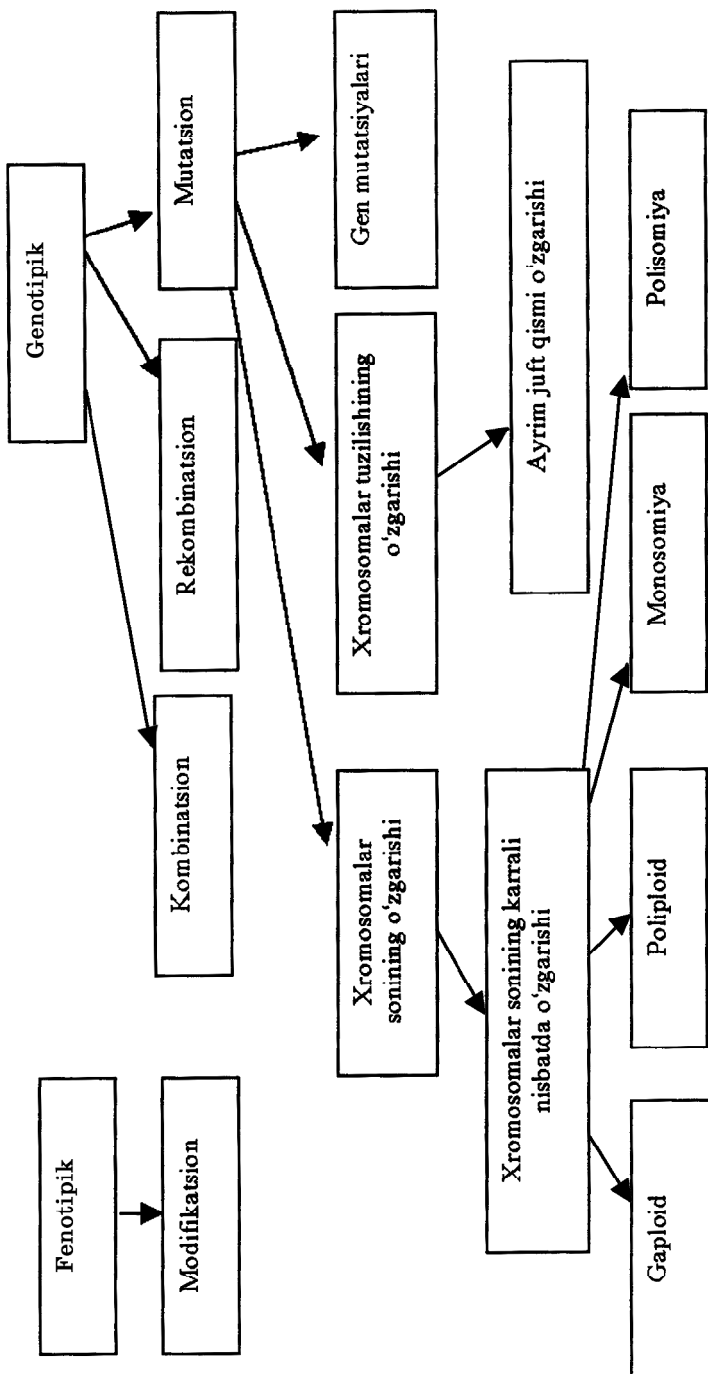 Fenotipik
Genotipik
Modifikatsion
Kombinatsion
Rekombinatsion
Mutatsion
Xromosomalar
sonining o‘zgarishi
Xromosomalar tuzilishining
o‘zgarishi
Gen mutatsiyalari
Xromosomalar sonining karrali
nisbatda o‘zgarishi
Ayrim juft qismi o‘zgarishi
Gaploid
Poliploid
Monosomiya
Polisomiya